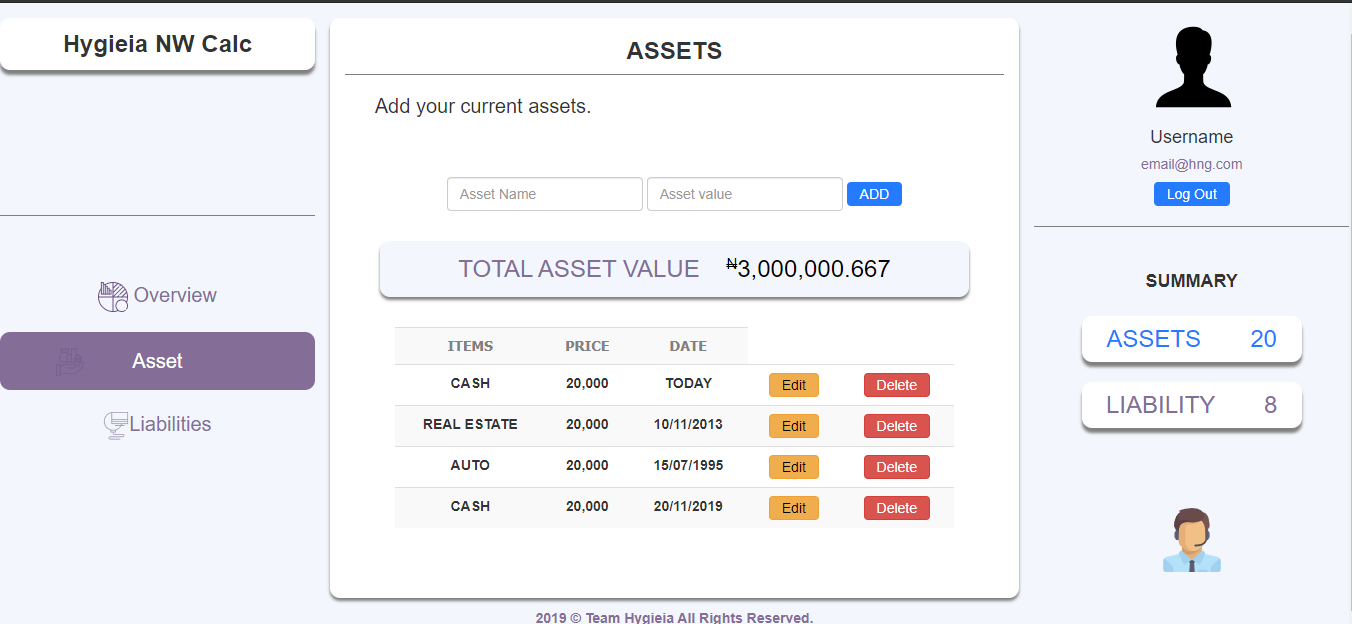 Hygieia NW Calc
Overview
Asset
Liabilities
ASSETS
Add your current assets.
Asset Name Asset value ADD
TOTAL ASSET VALUE ₦3,000,000.667
ITEMS PRICE DATE
CASH 20,000 TODAY Edit Delete
REAL ESTATE 20,000 10/11/2013 Edit Delete
AUTO 20,000 15/07/1995 Edit Delete
CASH 20,000 20/11/2019 Edit Delete
Username
email@hng.com
Log Out
SUMMARY
ASSETS 20
LIABILITY 8
2019 © Team Hygieia All Rights Reserved.